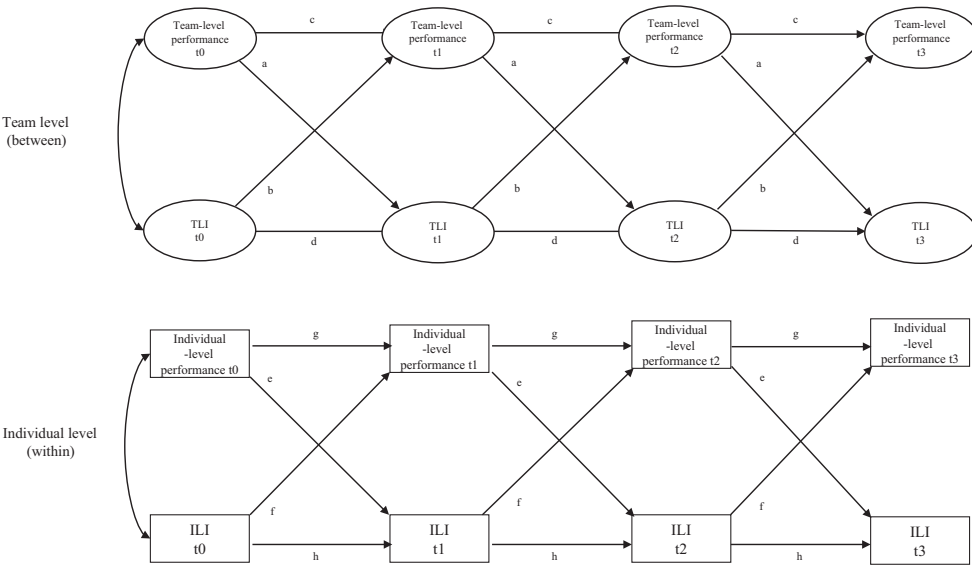 c
c
c
Team-level
performance
t0
Team-level
performance
t1
Team-level
performance
t2
Team-level
performance
t3
a
a
a
Team level
(between)
b
b
b
TLI
t0
TLI
t1
TLI
t2
TLI
t3
d
d
d
Individual
-level
performance t0
g
Individual
-level
performance t1
g
Individual
-level
performance t2
g
Individual
-level
performance t3
e
e
e
Individual level
(within)
f
f
f
ILI
t0
ILI
t1
ILI
t2
ILI
t3
h
h
h